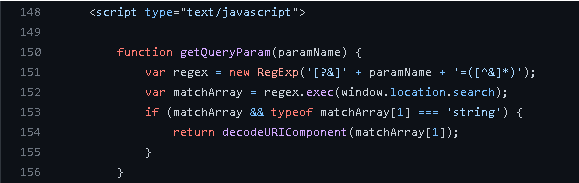 148 <script type="text/javascript">
149
150 function getQueryParam(paramName) {
151 var regex = new RegExp('[?&]' + paramName + '=([^&]*)');
152 var matchArray = regex.exec(window.location.search);
153 if (matchArray && typeof matchArray[1] === 'string') {
154 return decodeURIComponent(matchArray[1]);
155 }
156 }